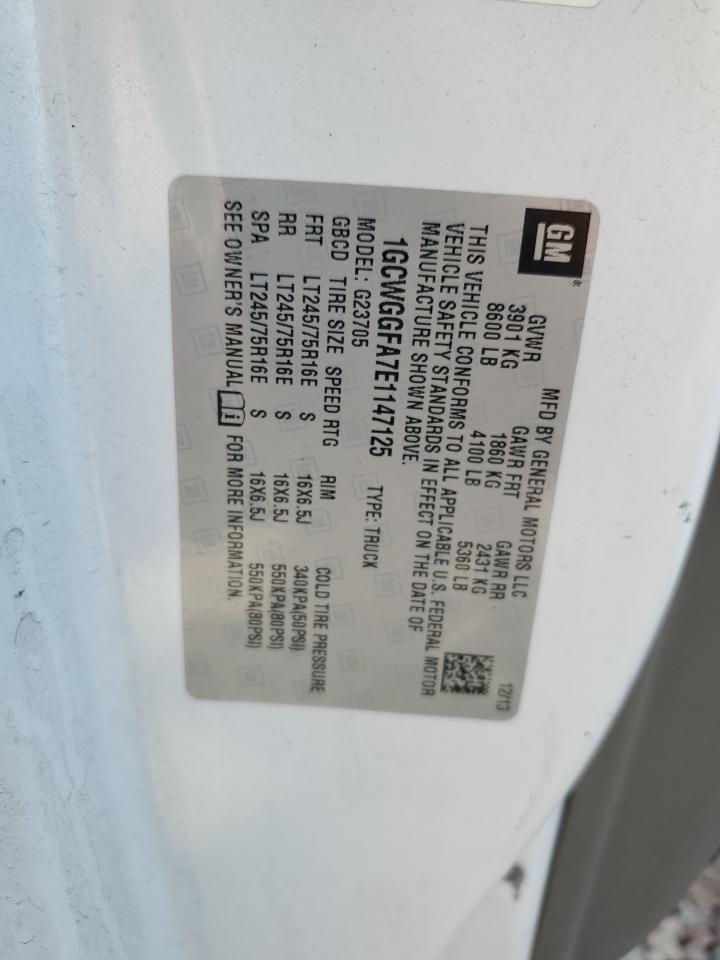 GM
MFD BY GENERAL MOTORS LLC 12/13
GVWR GAWR FRT GAWR RR
3901 KG 1860 KG 2431 KG
8600 LB 4100 LB 5360 LB
THIS VEHICLE CONFORMS TO ALL APPLICABLE U.S. FEDERAL MOTOR
VEHICLE SAFETY STANDARDS IN EFFECT ON THE DATE OF
MANUFACTURE SHOWN ABOVE.
1GCWGGFA7E1147125 TYPE: TRUCK
MODEL: G23705
GBCD TIRE SIZE SPEED RTG RIM COLD TIRE PRESSURE
FRT LT245/75R16E S 16X6.5J 340KPA(50PSI)
RR LT245/75R16E S 16X6.5J 550KPA(80PSI)
SPA LT245/75R16E S 16X6.5J 550KPA(80PSI)
SEE OWNER'S MANUAL FOR MORE INFORMATION.